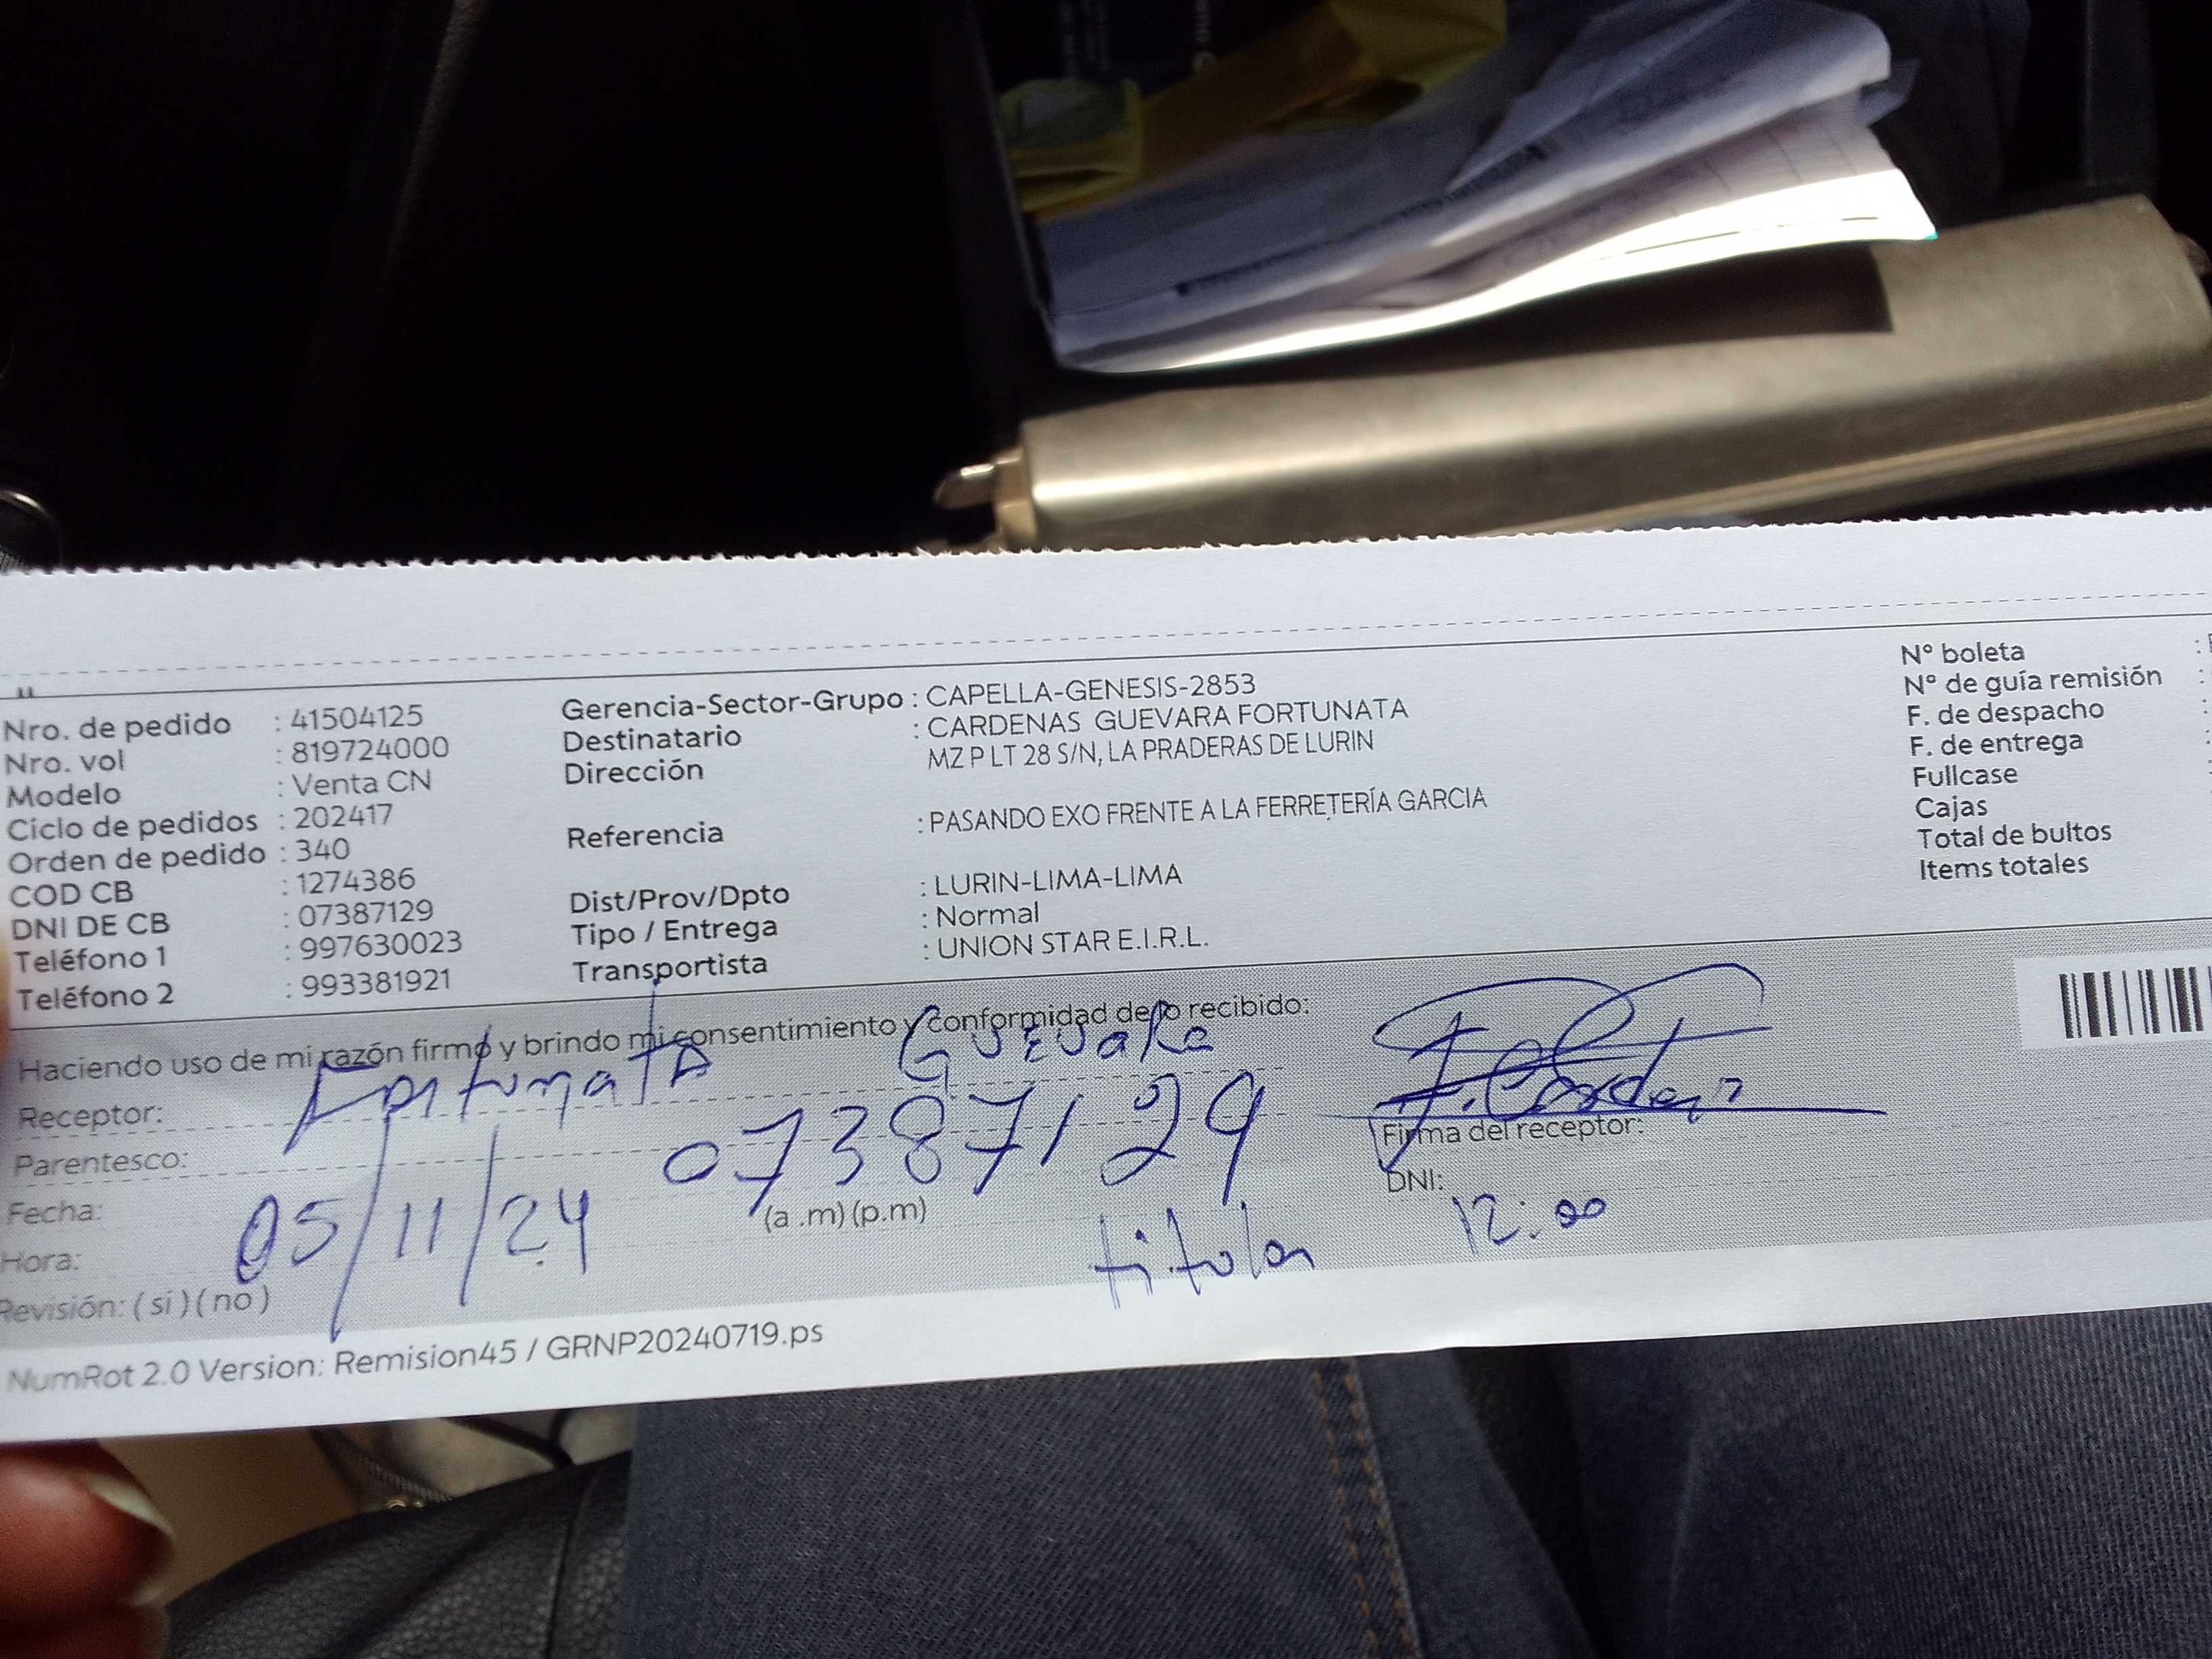 Nro. de pedido : 41504125
Nro. vol : 819724000
Modelo : Venta CN
Ciclo de pedidos : 202417
Orden de pedido : 340
COD CB : 1274386
DNI DE CB : 07387129
Teléfono 1 : 997630023
Teléfono 2 : 993381921
Gerencia-Sector-Grupo : CAPELLA-GENESIS-2853
Destinatario : CARDENAS GUEVARA FORTUNATA
Dirección MZ P LT 28 S/N, LA PRADERAS DE LURIN
Referencia : PASANDO EXO FRENTE A LA FERRETERÍA GARCIA
Dist/Prov/Dpto : LURIN-LIMA-LIMA
Tipo / Entrega : Normal
Transportista : UNION STAR E.I.R.L.
N° boleta :
N° de guía remisión :
F. de despacho :
F. de entrega :
Fullcase
Cajas
Total de bultos
Items totales
Haciendo uso de mi razón firmo y brindo mi consentimiento y conformidad de lo recibido:
Receptor: Fortunata Guevara
Parentesco: 07387129
Firma del receptor:
DNI:
Fecha: 05/11/24
(a .m) (p.m)
Hora:
titular 12:00
Revisión: ( si ) ( no )
NumRot 2.0 Version: Remision45 / GRNP20240719.ps